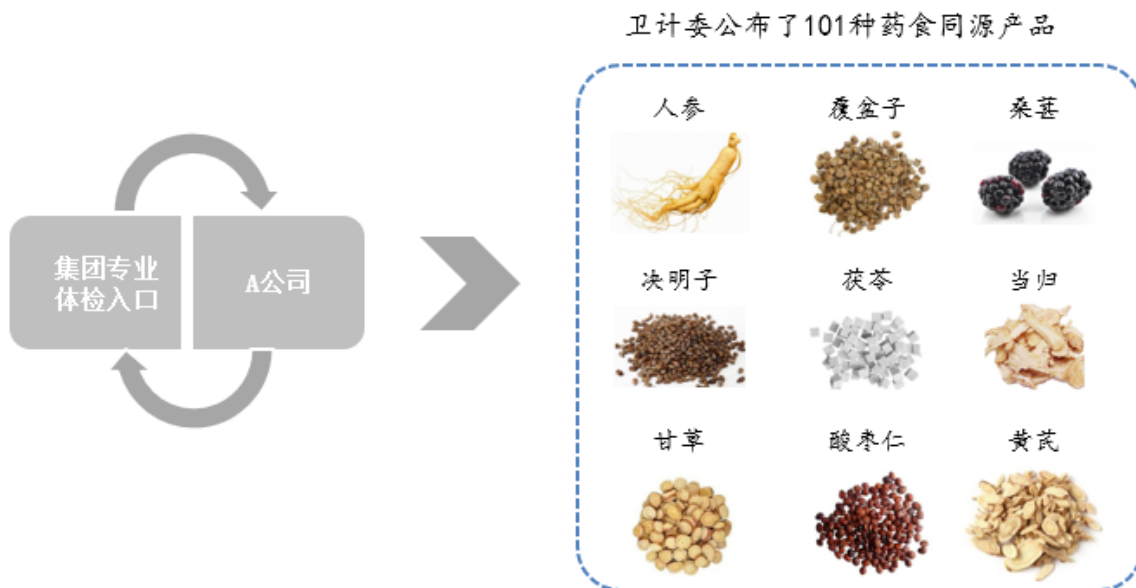 卫计委公布了101种药食同源产品
人参
覆盆子
桑葚
集团专业
体检入口
A公司
决明子
茯苓
当归
甘草
酸枣仁
黄芪